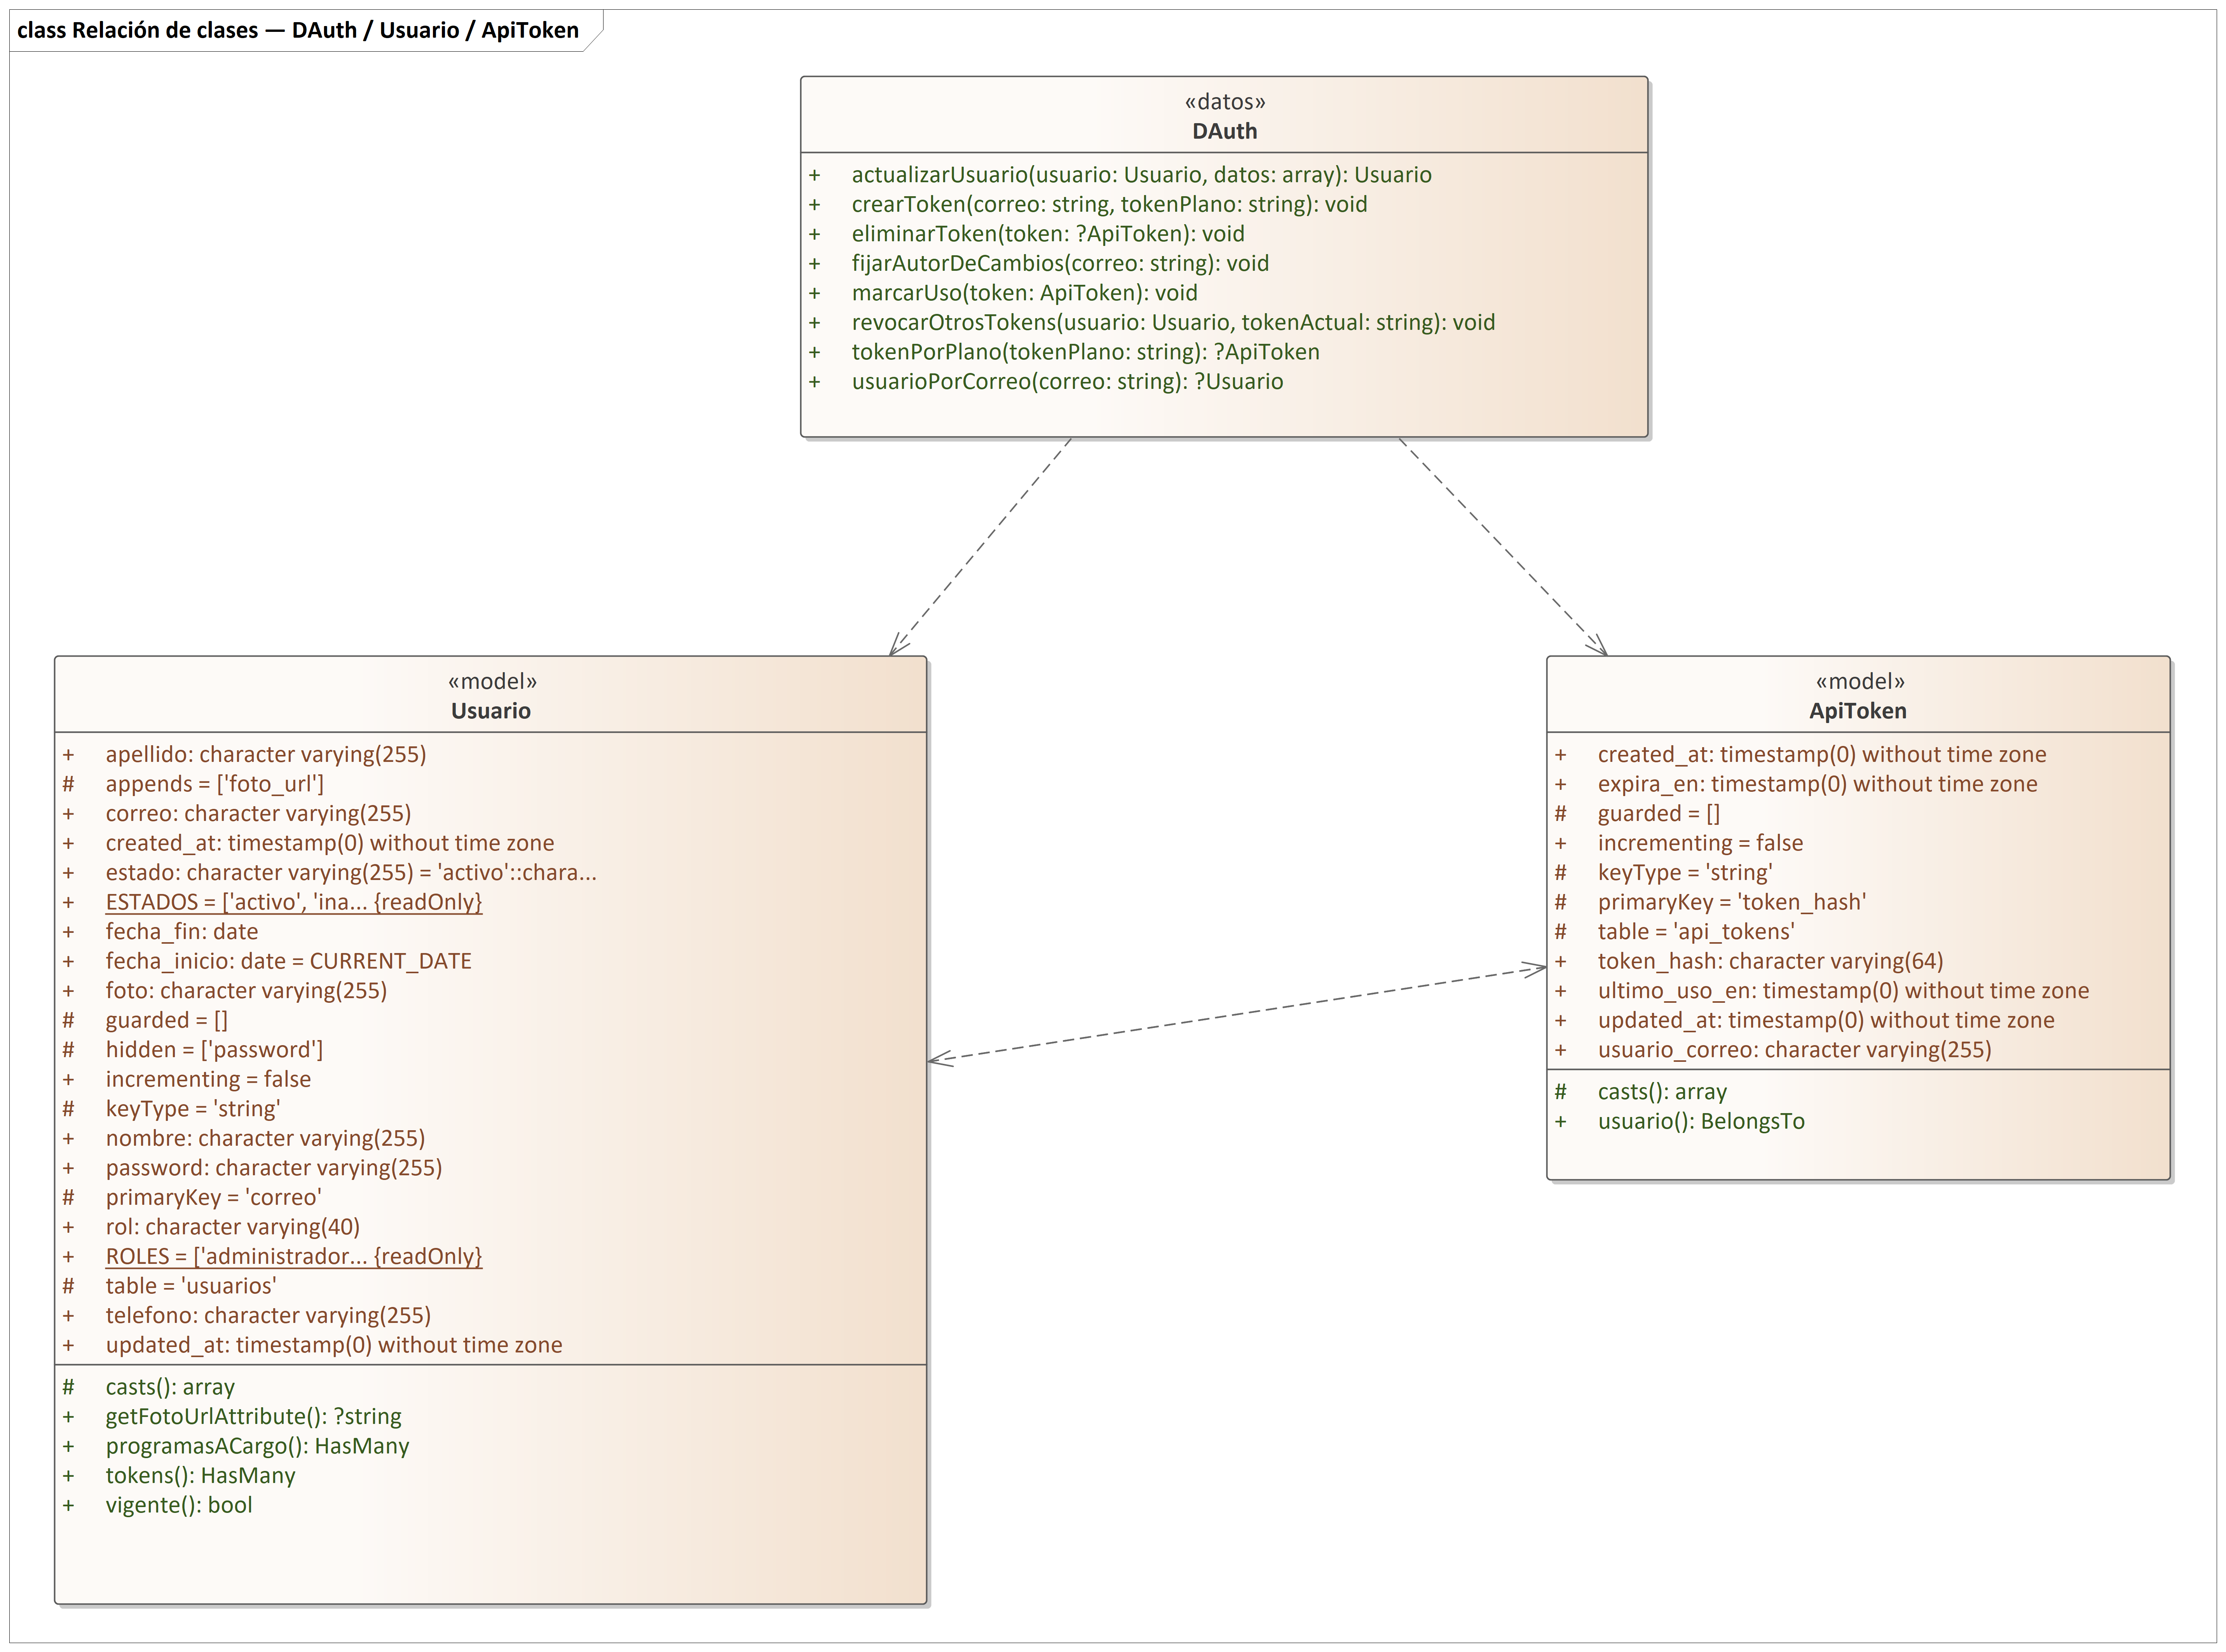 class Relación de clases — DAuth / Usuario / ApiToken
«datos»
DAuth
+ actualizarUsuario(usuario: Usuario, datos: array): Usuario
+ crearToken(correo: string, tokenPlano: string): void
+ eliminarToken(token: ?ApiToken): void
+ fijarAutorDeCambios(correo: string): void
+ marcarUso(token: ApiToken): void
+ revocarOtrosTokens(usuario: Usuario, tokenActual: string): void
+ tokenPorPlano(tokenPlano: string): ?ApiToken
+ usuarioPorCorreo(correo: string): ?Usuario
«model»
Usuario
+ apellido: character varying(255)
# appends = ['foto_url']
+ correo: character varying(255)
+ created_at: timestamp(0) without time zone
+ estado: character varying(255) = 'activo'::chara...
+ ESTADOS = ['activo', 'ina... {readOnly}
+ fecha_fin: date
+ fecha_inicio: date = CURRENT_DATE
+ foto: character varying(255)
# guarded = []
# hidden = ['password']
+ incrementing = false
# keyType = 'string'
+ nombre: character varying(255)
+ password: character varying(255)
# primaryKey = 'correo'
+ rol: character varying(40)
+ ROLES = ['administrador... {readOnly}
# table = 'usuarios'
+ telefono: character varying(255)
+ updated_at: timestamp(0) without time zone
# casts(): array
+ getFotoUrlAttribute(): ?string
+ programasACargo(): HasMany
+ tokens(): HasMany
+ vigente(): bool
«model»
ApiToken
+ created_at: timestamp(0) without time zone
+ expira_en: timestamp(0) without time zone
# guarded = []
+ incrementing = false
# keyType = 'string'
# primaryKey = 'token_hash'
# table = 'api_tokens'
+ token_hash: character varying(64)
+ ultimo_uso_en: timestamp(0) without time zone
+ updated_at: timestamp(0) without time zone
+ usuario_correo: character varying(255)
# casts(): array
+ usuario(): BelongsTo